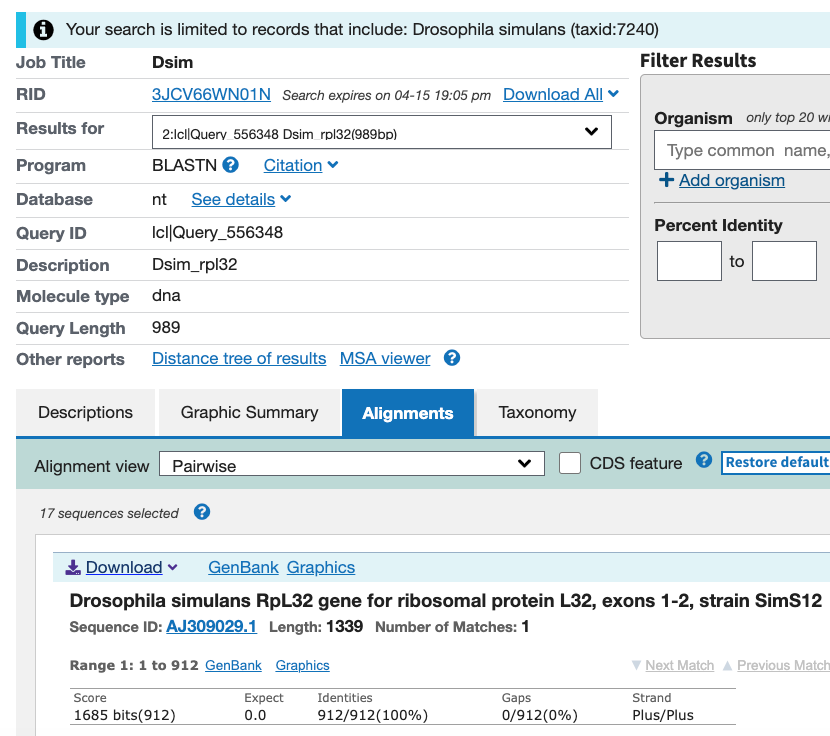 Your search is limited to records that include: Drosophila simulans (taxid:7240)
Job Title Dsim
Filter Results
RID 3JCV66WN01N Search expires on 04-15 19:05 pm Download All
Results for 2:lcl|Query_556348 Dsim_rpl32(989bp)
Organism only top 20
Type common name,
Add organism
Program BLASTN ? Citation
Database nt See details
Percent Identity
to
Query ID lcl|Query_556348
Description Dsim_rpl32
Molecule type dna
Query Length 989
Other reports Distance tree of results MSA viewer ?
Descriptions Graphic Summary Alignments Taxonomy
Alignment view Pairwise CDS feature ? Restore default
17 sequences selected ?
Download GenBank Graphics
Drosophila simulans RpL32 gene for ribosomal protein L32, exons 1-2, strain SimS12
Sequence ID: AJ309029.1 Length: 1339 Number of Matches: 1
Range 1: 1 to 912 GenBank Graphics ▼ Next Match ▲ Previous Match
Score Expect Identities Gaps Strand
1685 bits(912) 0.0 912/912(100%) 0/912(0%) Plus/Plus